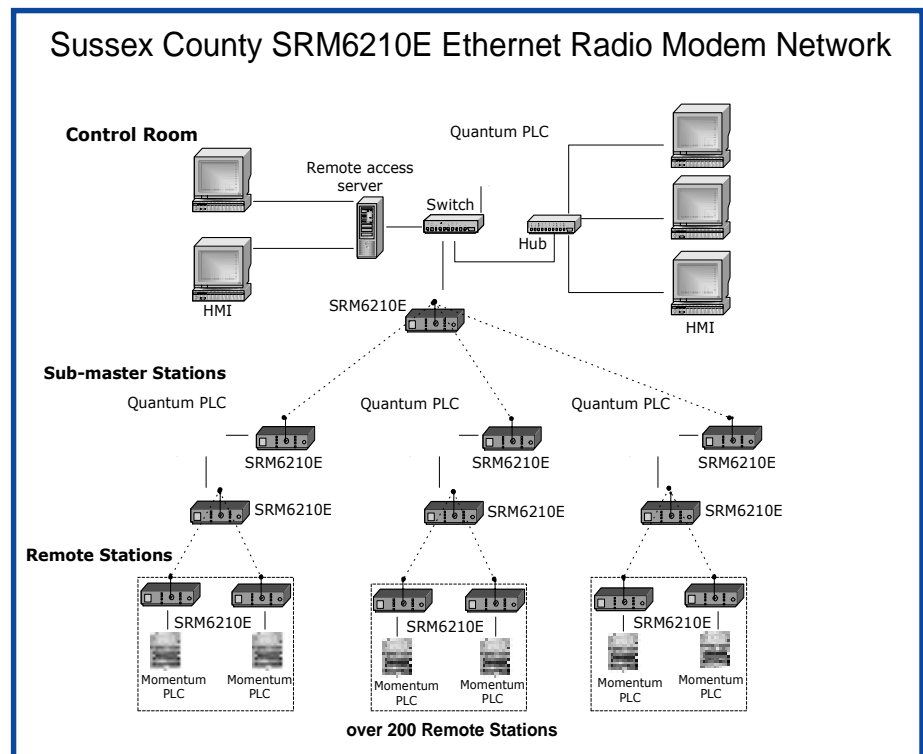 Sussex County SRM6210E Ethernet Radio Modem Network
Control Room
Quantum PLC
Remote access
server
Switch
Hub
HMI
HMI
SRM6210E
Sub-master Stations
Quantum PLC
Quantum PLC
Quantum PLC
SRM6210E
SRM6210E
SRM6210E
SRM6210E
SRM6210E
SRM6210E
Remote Stations
SRM6210E
SRM6210E
SRM6210E
Momentum
PLC
Momentum
PLC
Momentum
PLC
Momentum
PLC
Momentum
PLC
Momentum
PLC
over 200 Remote Stations